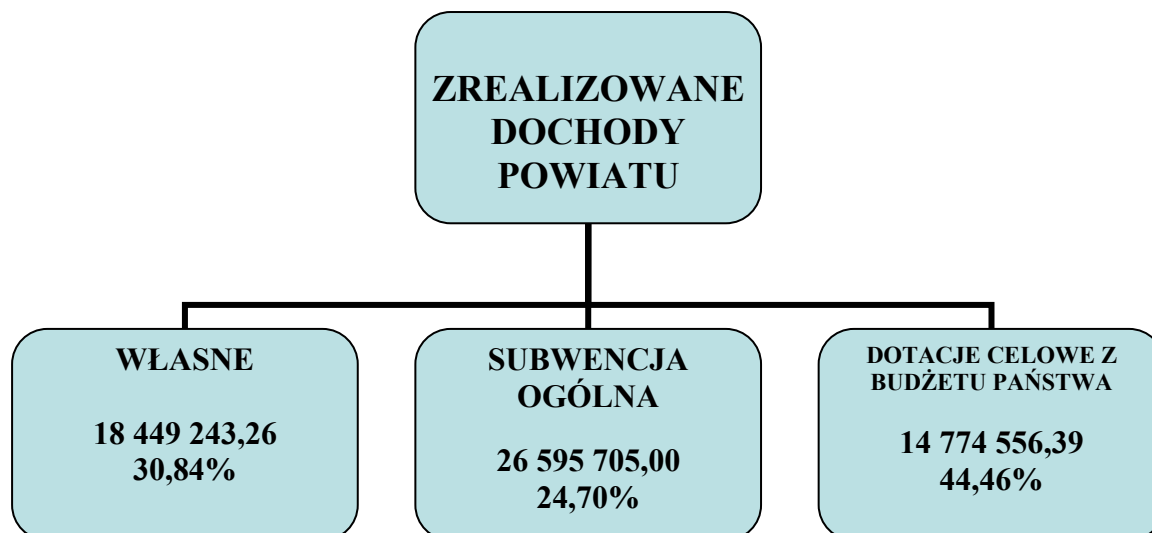 ZREALIZOWANE
DOCHODY
POWIATU
WŁASNE
18 449 243,26
30,84%
SUBWENCJA
OGÓLNA
26 595 705,00
24,70%
DOTACJE CELOWE Z
BUDŻETU PAŃSTWA
14 774 556,39
44,46%